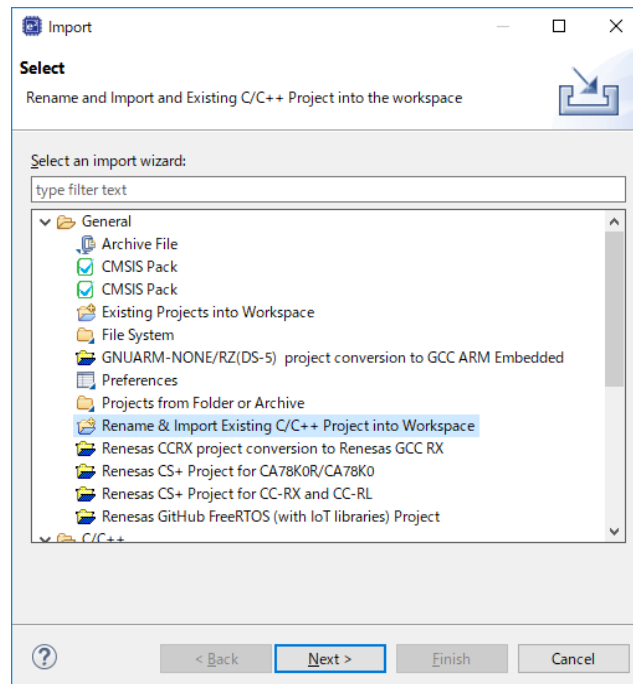 Import
Select
Rename and Import and Existing C/C++ Project into the workspace
Select an import wizard:
type filter text
General
Archive File
CMSIS Pack
CMSIS Pack
Existing Projects into Workspace
File System
GNUARM-NONE/RZ(DS-5) project conversion to GCC ARM Embedded
Preferences
Projects from Folder or Archive
Rename & Import Existing C/C++ Project into Workspace
Renesas CCRX project conversion to Renesas GCC RX
Renesas CS+ Project for CA78K0R/CA78K0
Renesas CS+ Project for CC-RX and CC-RL
Renesas GitHub FreeRTOS (with IoT libraries) Project
C/C++
? < Back Next > Finish Cancel